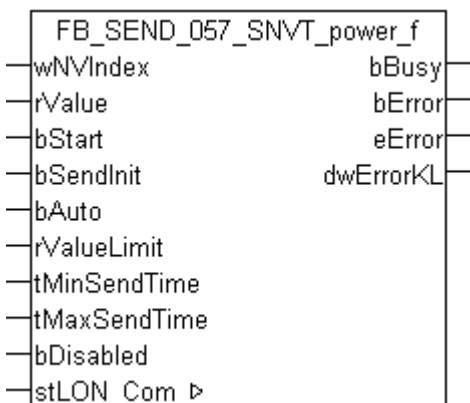 FB_SEND_057_SNVT_power_f
wNVIndex bBusy
rValue bError
bStart eError
bSendInit dwErrorKL
bAuto
rValueLimit
tMinSendTime
tMaxSendTime
bDisabled
stLON_Com ▷